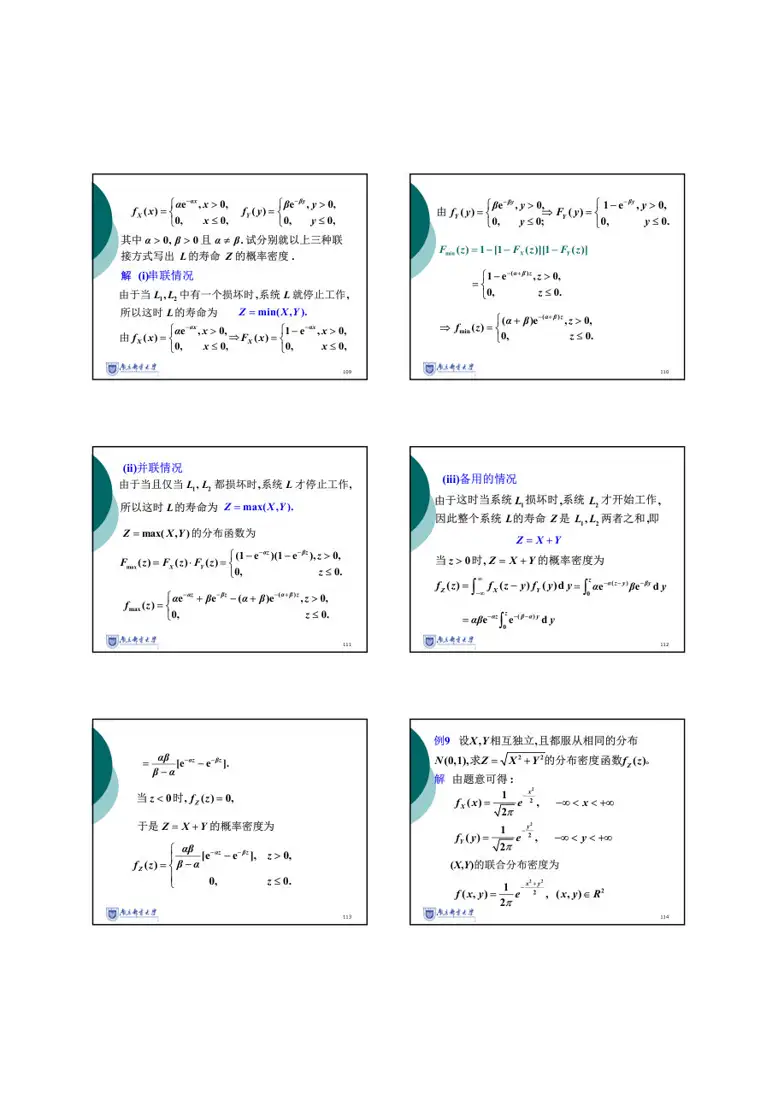 f_X(x) = { αe^{-αx}, x > 0, 0, x ≤ 0,   f_Y(y) = { βe^{-βy}, y > 0, 0, y ≤ 0,
其中 α > 0, β > 0 且 α ≠ β. 试分别就以上三种联
接方式写出 L 的寿命 Z 的概率密度.
解 (i)串联情况
由于当 L₁, L₂ 中有一个损坏时,系统 L 就停止工作,
所以这时 L 的寿命为 Z = min(X,Y).
由 f_X(x) = { αe^{-αx}, x > 0, 0, x ≤ 0, ⇒ F_X(x) = { 1 − e^{-αx}, x > 0, 0, x ≤ 0,
109
由 f_Y(y) = { βe^{-βy}, y > 0, 0, y ≤ 0; ⇒ F_Y(y) = { 1 − e^{-βy}, y > 0, 0, y ≤ 0.
F_min(z) = 1 − [1 − F_X(z)][1 − F_Y(z)]
= { 1 − e^{-(α+β)z}, z > 0, 0, z ≤ 0.
⇒ f_min(z) = { (α + β)e^{-(α+β)z}, z > 0, 0, z ≤ 0.
110
(ii)并联情况
由于当且仅当 L₁, L₂ 都损坏时,系统 L 才停止工作,
所以这时 L 的寿命为 Z = max(X,Y).
Z = max(X,Y) 的分布函数为
F_max(z) = F_X(z) · F_Y(z) = { (1 − e^{-αz})(1 − e^{-βz}), z > 0, 0, z ≤ 0.
f_max(z) = { αe^{-αz} + βe^{-βz} − (α + β)e^{-(α+β)z}, z > 0, 0, z ≤ 0.
111
(iii)备用的情况
由于这时当系统 L₁ 损坏时,系统 L₂ 才开始工作,
因此整个系统 L 的寿命 Z 是 L₁, L₂ 两者之和,即
Z = X + Y
当 z > 0 时, Z = X + Y 的概率密度为
f_Z(z) = ∫_{-∞}^{∞} f_X(z − y) f_Y(y) d y = ∫_0^z αe^{-α(z−y)} βe^{-βy} d y
= αβe^{-αz} ∫_0^z e^{-(β−α)y} d y
112
= αβ/(β − α) [e^{-αz} − e^{-βz}].
当 z < 0 时, f_Z(z) = 0,
于是 Z = X + Y 的概率密度为
f_Z(z) = { αβ/(β − α) [e^{-αz} − e^{-βz}], z > 0, 0, z ≤ 0.
113
例9 设X,Y相互独立,且都服从相同的分布
N(0,1),求Z = √(X² + Y²)的分布密度函数f_Z(z)。
解 由题意可得:
f_X(x) = 1/√(2π) e^{-x²/2}, −∞ < x < +∞
f_Y(y) = 1/√(2π) e^{-y²/2}, −∞ < y < +∞
(X,Y)的联合分布密度为
f(x, y) = 1/(2π) e^{-(x²+y²)/2}, (x, y) ∈ R²
114